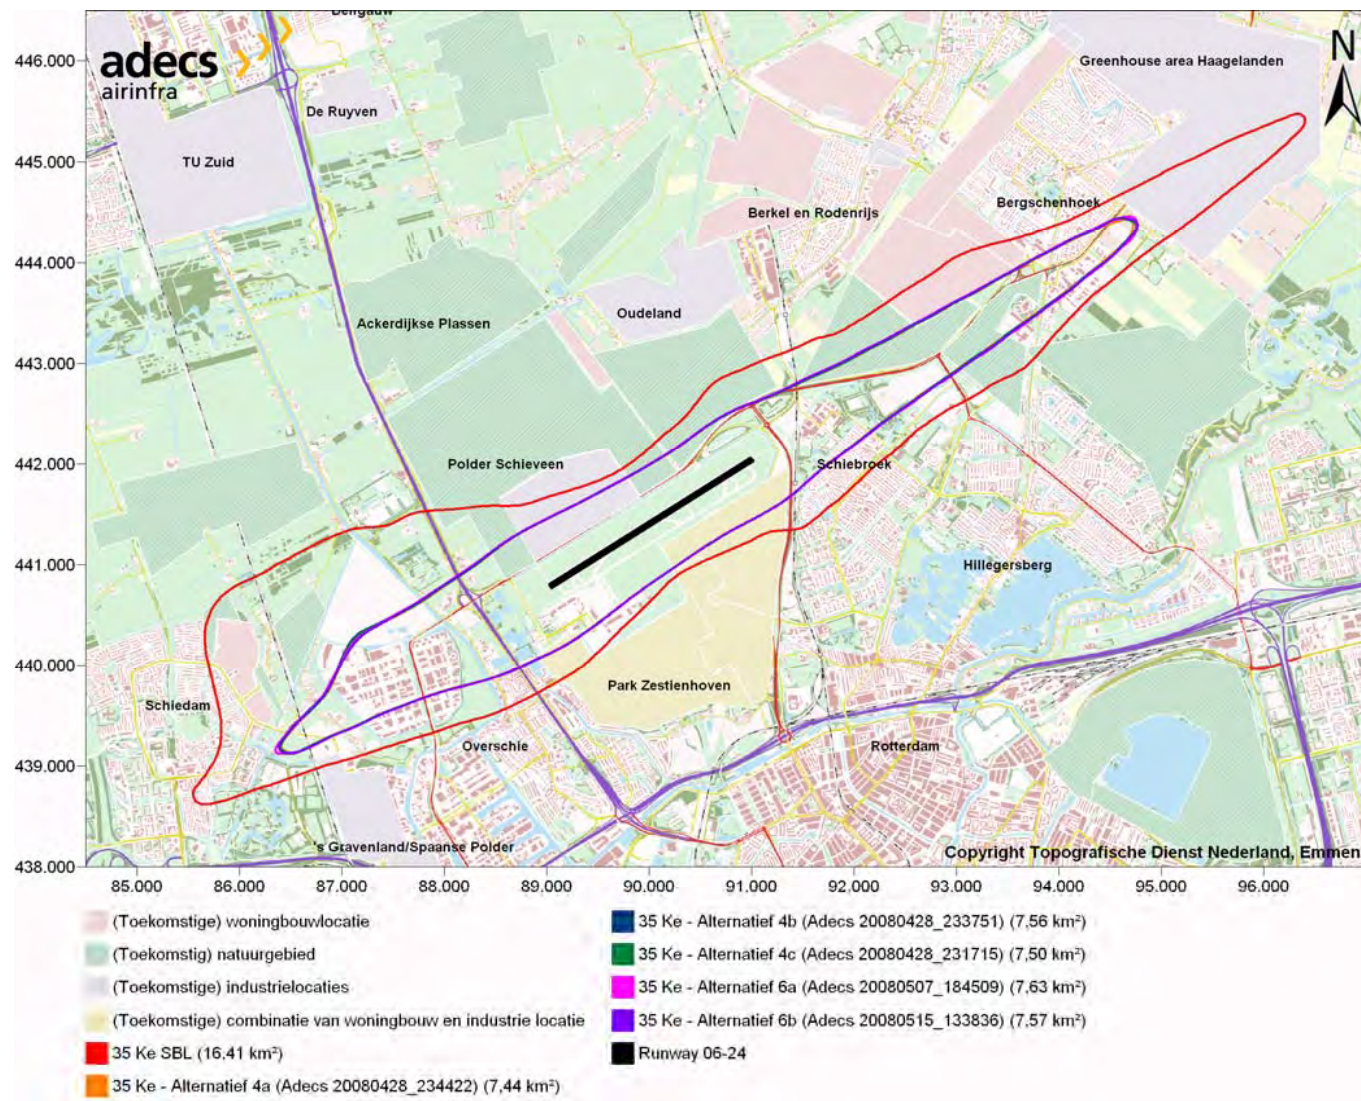 Delfgauw
446.000
adecs
airinfra
N
Greenhouse area Haagelanden
De Ruyven
445.000
TU Zuid
Bergschenhoek
Berkel en Rodenrijs
444.000
Ackerdijkse Plassen
Oudeland
443.000
442.000
Polder Schieveen
Schiebroek
441.000
Hillegersberg
440.000
Park Zestienhoven
Schiedam
Overschie
Rotterdam
439.000
's Gravenland/Spaanse Polder
Copyright Topografische Dienst Nederland, Emmen
438.000
85.000 86.000 87.000 88.000 89.000 90.000 91.000 92.000 93.000 94.000 95.000 96.000
(Toekomstige) woningbouwlocatie
(Toekomstig) natuurgebied
(Toekomstige) industrielocaties
(Toekomstige) combinatie van woningbouw en industrie locatie
35 Ke SBL (16,41 km²)
35 Ke - Alternatief 4a (Adecs 20080428_234422) (7,44 km²)
35 Ke - Alternatief 4b (Adecs 20080428_233751) (7,56 km²)
35 Ke - Alternatief 4c (Adecs 20080428_231715) (7,50 km²)
35 Ke - Alternatief 6a (Adecs 20080507_184509) (7,63 km²)
35 Ke - Alternatief 6b (Adecs 20080515_133836) (7,57 km²)
Runway 06-24